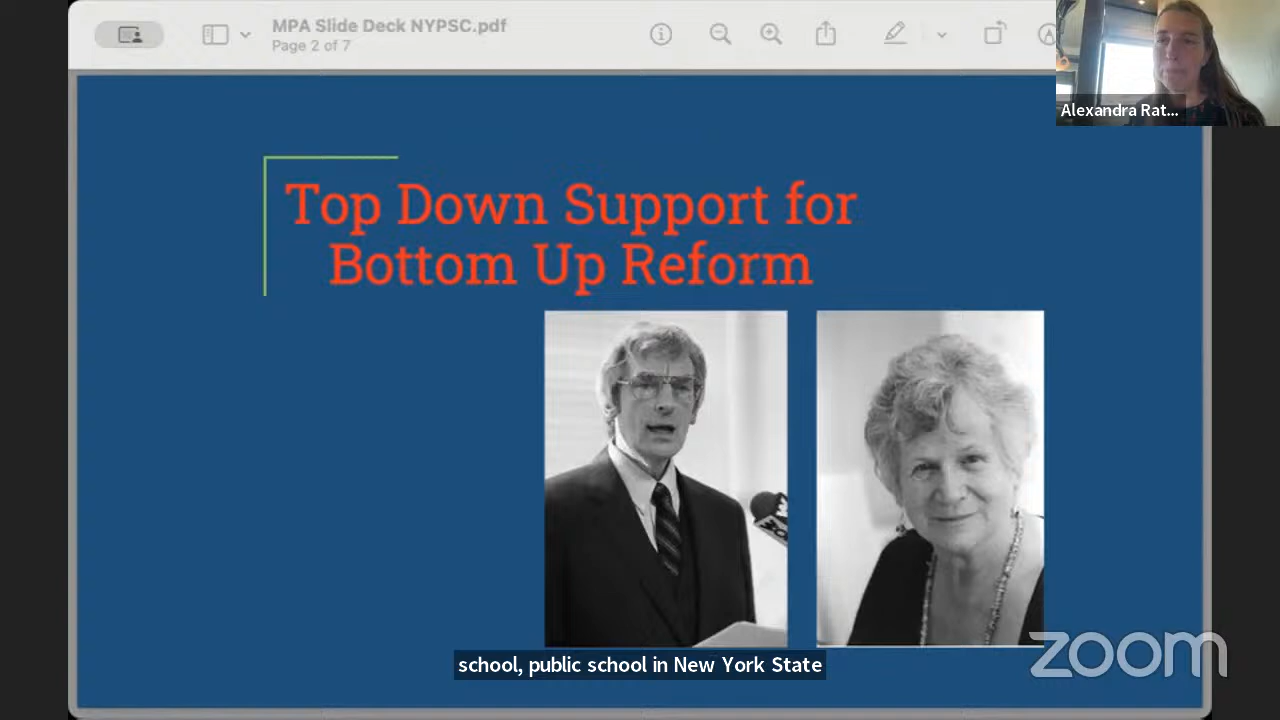 MPA Slide Deck NYPSC.pdf
Page 2 of 7
Alexandra Rat...
Top Down Support for
Bottom Up Reform
school, public school in New York State
zoom